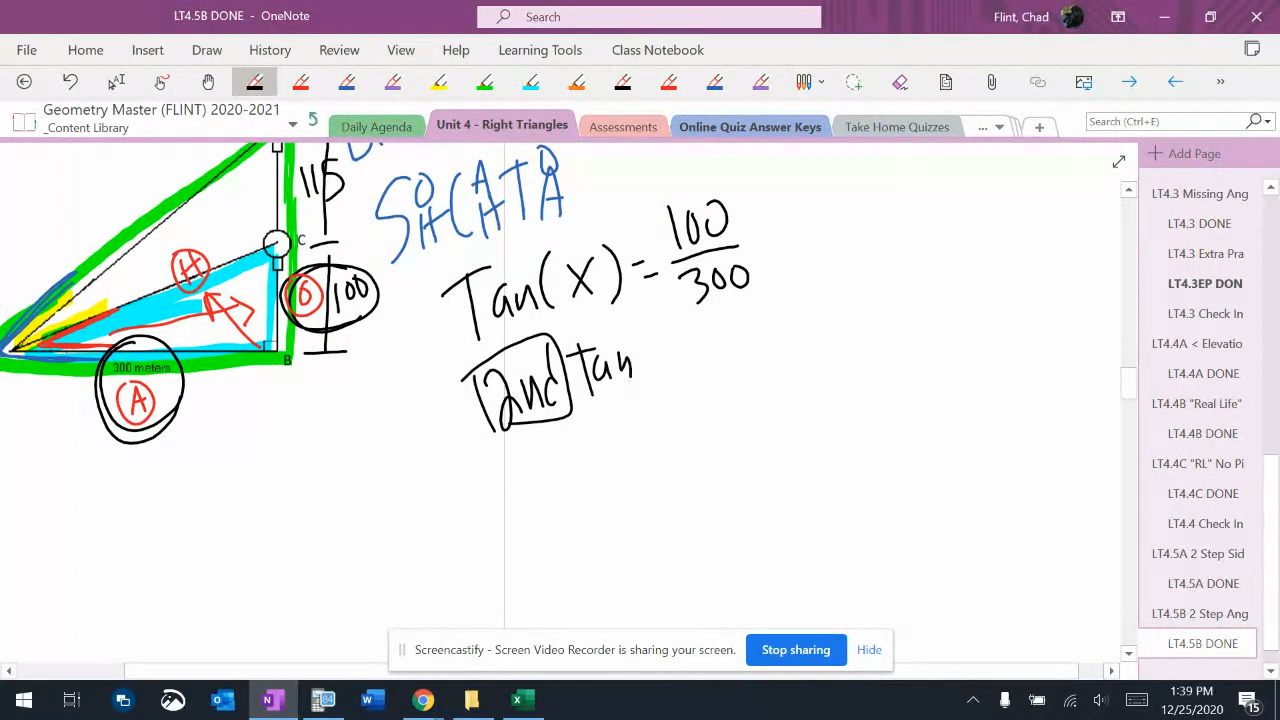 LT4.5B DONE - OneNote
Search
Flint, Chad
File Home Insert Draw History Review View Help Learning Tools Class Notebook
Geometry Master (FLINT) 2020-2021
_Content Library
Daily Agenda
Unit 4 - Right Triangles
Assessments
Online Quiz Answer Keys
Take Home Quizzes
...
Search (Ctrl+E)
Add Page
LT4.3 Missing Ang
LT4.3 DONE
LT4.3 Extra Pra
LT4.3EP DON
LT4.3 Check In
LT4.4A < Elevatio
LT4.4A DONE
LT4.4B "Real Life"
LT4.4B DONE
LT4.4C "RL" No Pi
LT4.4C DONE
LT4.4 Check In
LT4.5A 2 Step Sid
LT4.5A DONE
LT4.5B 2 Step Ang
LT4.5B DONE
115
C
H
O 100
B
300 meters
A
S O H C A H T O A
Tan(x) = 100/300
2nd Tan
Screencastify - Screen Video Recorder is sharing your screen.
Stop sharing
Hide
1:39 PM
12/25/2020
15